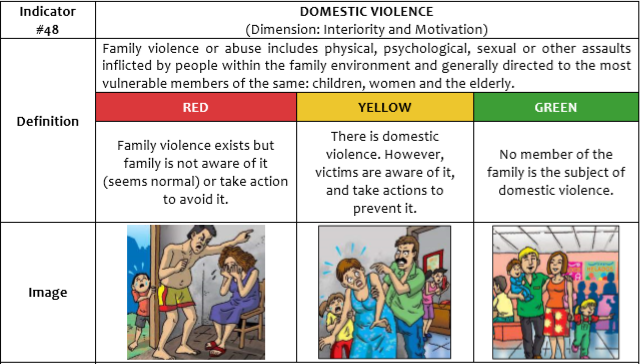 Indicator
#48
DOMESTIC VIOLENCE
(Dimension: Interiority and Motivation)
Definition
Family violence or abuse includes physical, psychological, sexual or other assaults
inflicted by people within the family environment and generally directed to the most
vulnerable members of the same: children, women and the elderly.
RED
YELLOW
GREEN
Family violence exists but
family is not aware of it
(seems normal) or take action
to avoid it.
There is domestic
violence. However,
victims are aware of it,
and take actions to
prevent it.
No member of the
family is the subject of
domestic violence.
Image